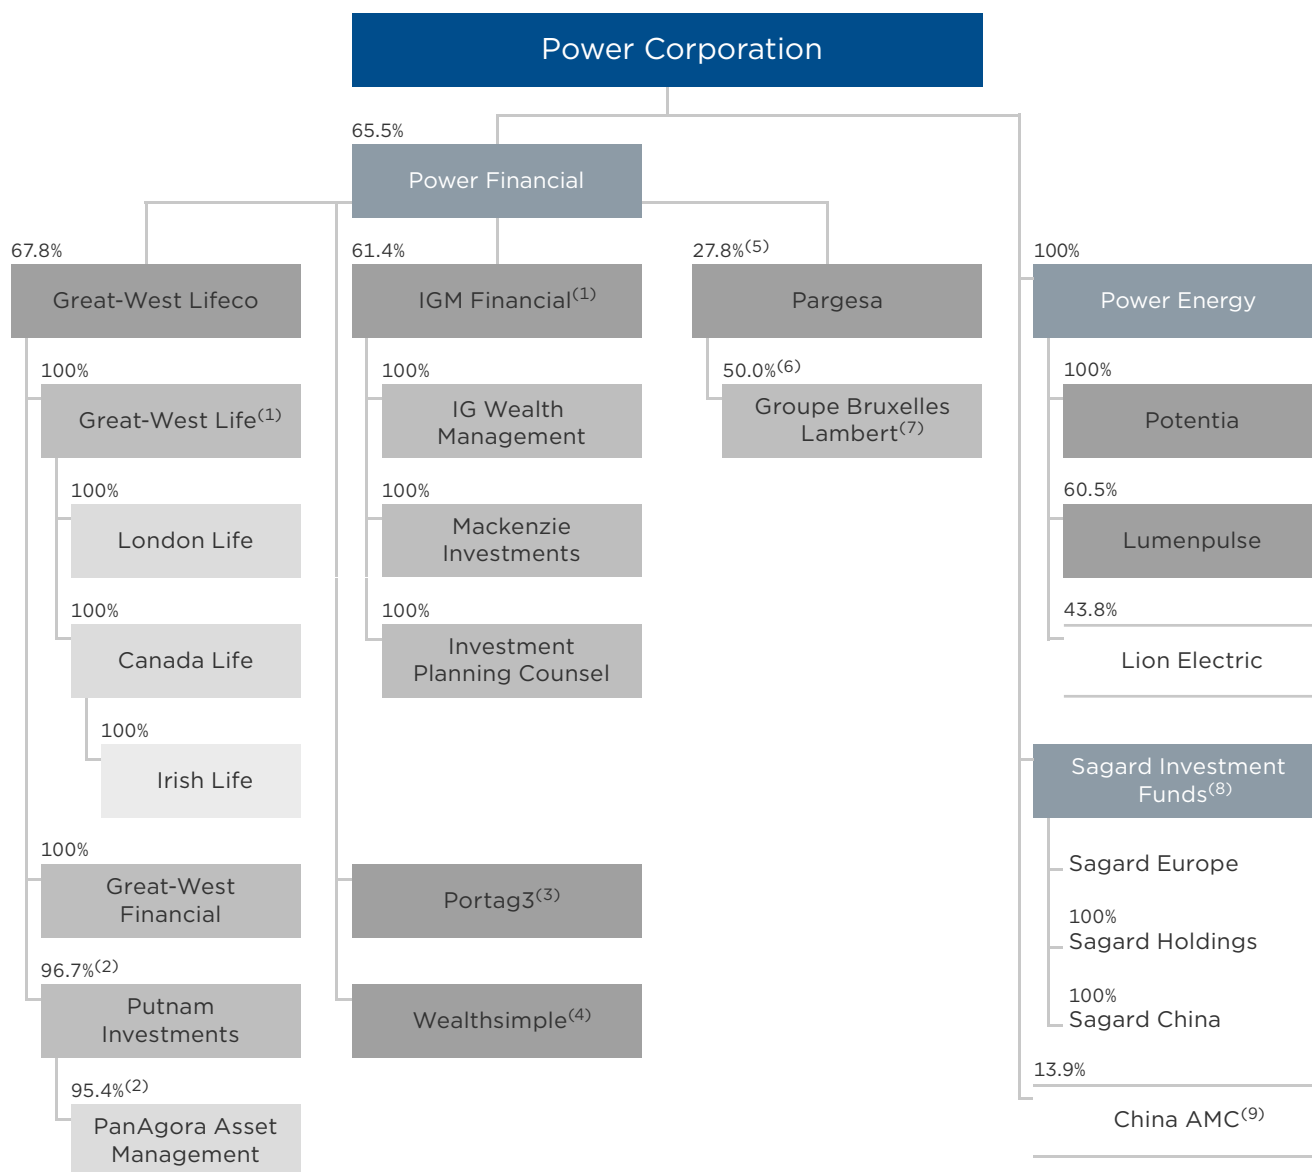 Power Corporation
65.5%
Power Financial
67.8%
Great-West Lifeco
100%
Great-West Life(1)
100%
London Life
100%
Canada Life
100%
Irish Life
100%
Great-West
Financial
96.7%(2)
Putnam
Investments
95.4%(2)
PanAgora Asset
Management
61.4%
IGM Financial(1)
100%
IG Wealth
Management
100%
Mackenzie
Investments
100%
Investment
Planning Counsel
Portag3(3)
Wealthsimple(4)
27.8%(5)
Pargesa
50.0%(6)
Groupe Bruxelles
Lambert(7)
100%
Power Energy
100%
Potentia
60.5%
Lumenpulse
43.8%
Lion Electric
Sagard Investment
Funds(8)
Sagard Europe
100%
Sagard Holdings
100%
Sagard China
13.9%
China AMC(9)